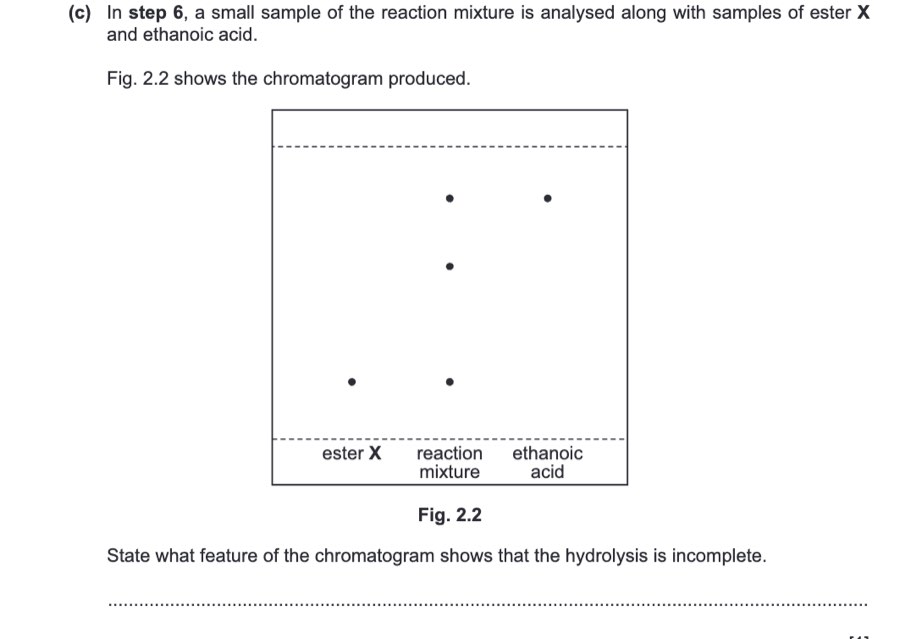 (c) In step 6, a small sample of the reaction mixture is analysed along with samples of ester X
and ethanoic acid.
Fig. 2.2 shows the chromatogram produced.
ester X reaction ethanoic
mixture acid
Fig. 2.2
State what feature of the chromatogram shows that the hydrolysis is incomplete.